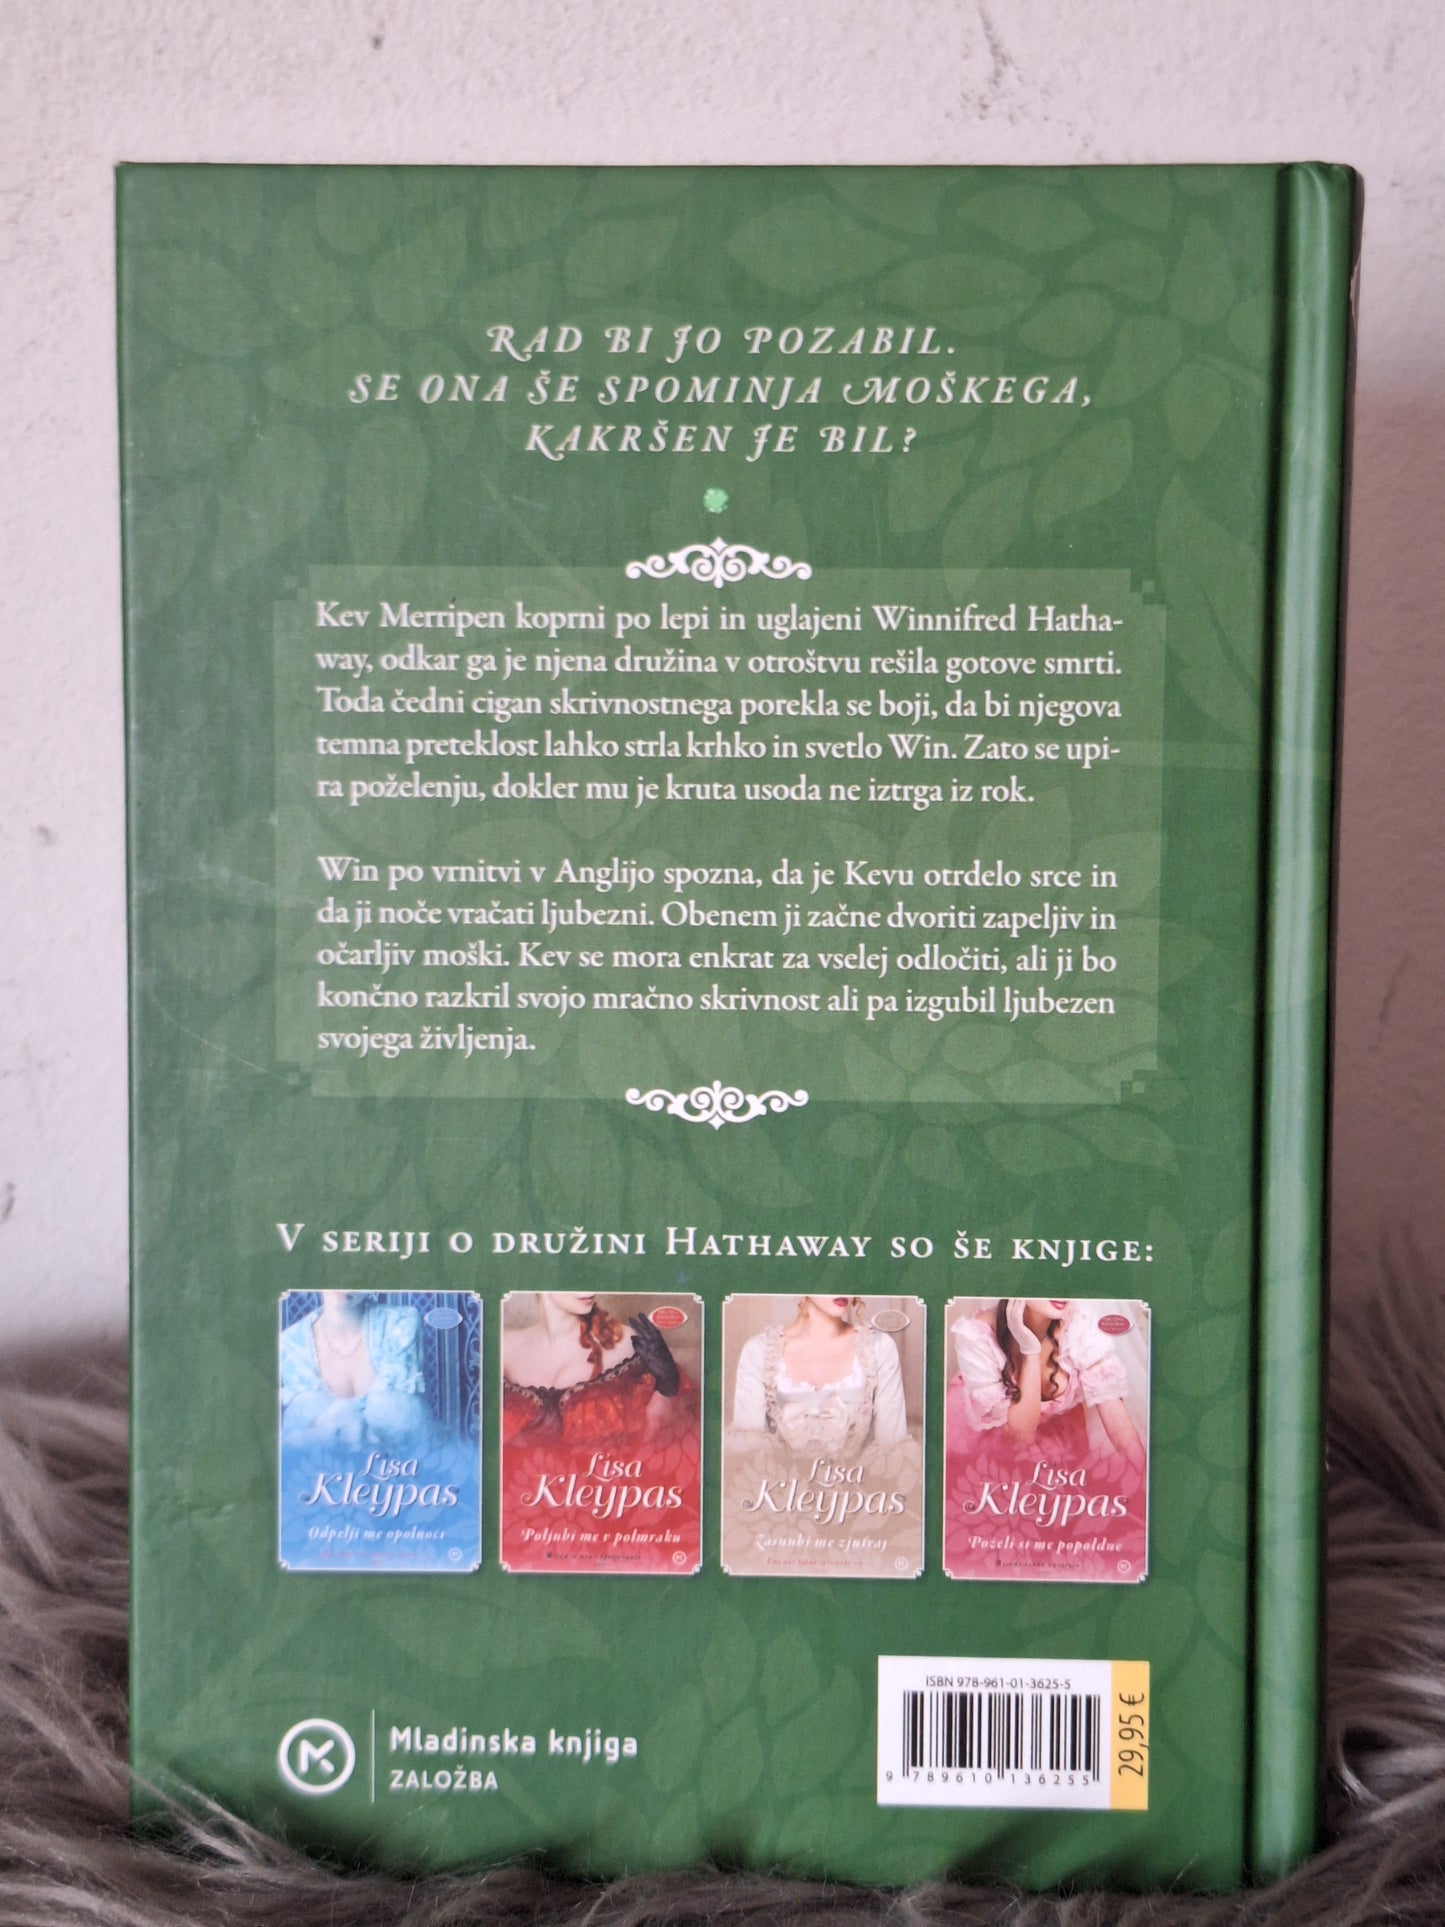 RAD BI JO POZABIL.
SE ONA ŠE SPOMINJA MOŠKEGA,
KAKRŠEN JE BIL?
Kev Merripen koprni po lepi in uglajeni Winnifred Hatha-
way, odkar ga je njena družina v otroštvu rešila gotove smrti.
Toda čedni cigan skrivnostnega porekla se boji, da bi njegova
temna preteklost lahko strla krhko in svetlo Win. Zato se upi-
ra poželenju, dokler mu je kruta usoda ne iztrga iz rok.
Win po vrnitvi v Anglijo spozna, da je Kevu otrdelo srce in
da ji noče vračati ljubezni. Obenem ji začne dvoriti zapeljiv in
očarljiv moški. Kev se mora enkrat za vselej odločiti, ali ji bo
končno razkril svojo mračno skrivnost ali pa izgubil ljubezen
svojega življenja.
V SERIJI O DRUŽINI HATHAWAY SO ŠE KNJIGE:
Lisa
Kleypas
Odpelji me opolnoči
Lisa
Kleypas
Poljubi me v polmraku
Lisa
Kleypas
Zasnubi me zjutraj
Lisa
Kleypas
Poželi si me popoldne
Mladinska knjiga
ZALOŽBA
ISBN 978-961-01-3625-5
9 789610 136255
29,95 €